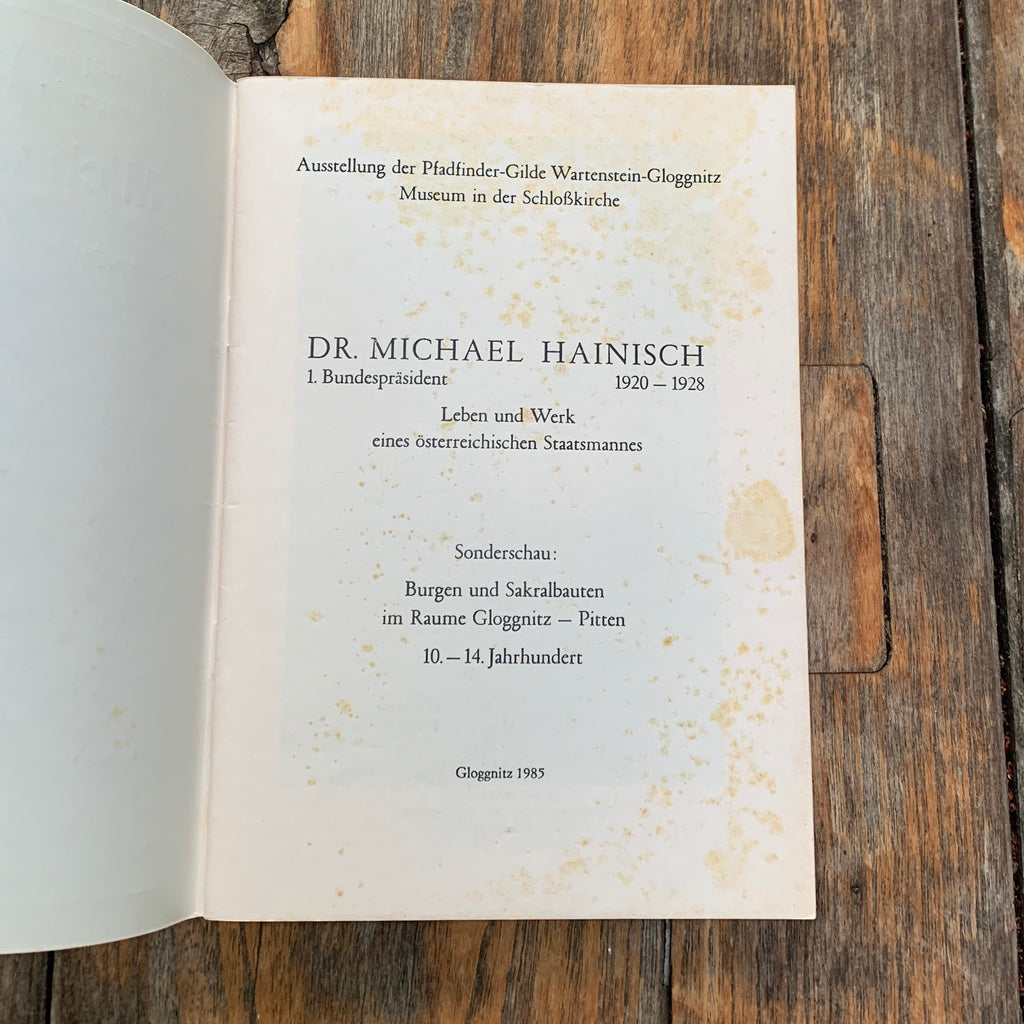 Ausstellung der Pfadfinder-Gilde Wartenstein-Gloggnitz
Museum in der Schloßkirche
DR. MICHAEL HAINISCH
1. Bundespräsident 1920 – 1928
Leben und Werk
eines österreichischen Staatsmannes
Sonderschau:
Burgen und Sakralbauten
im Raume Gloggnitz – Pitten
10. – 14. Jahrhundert
Gloggnitz 1985